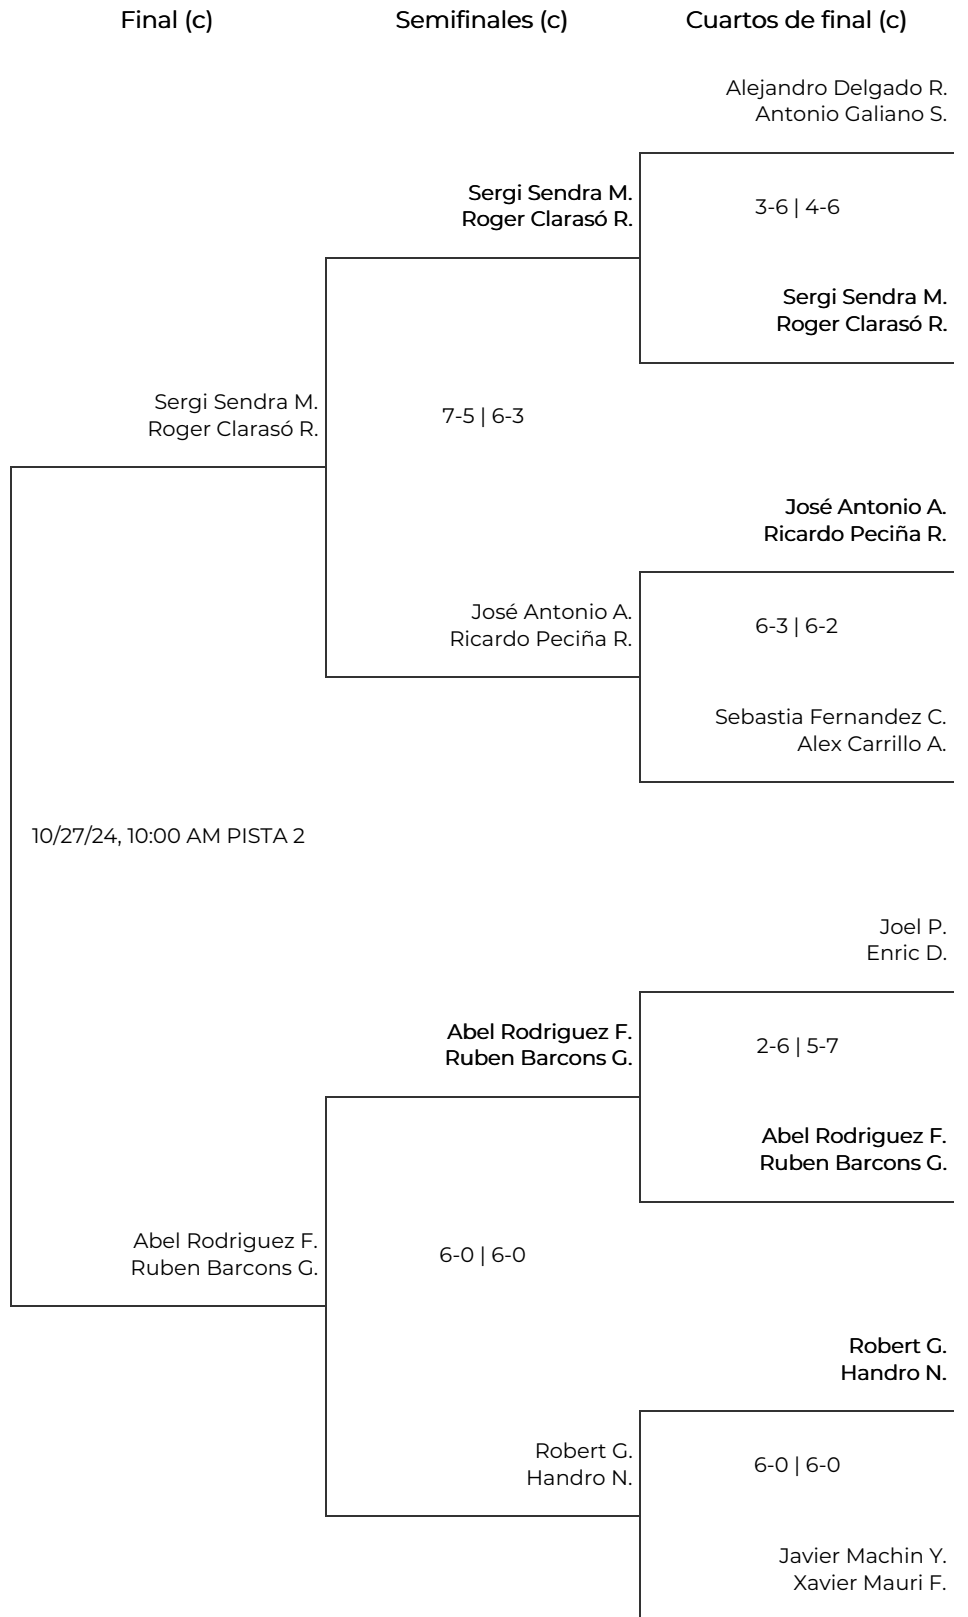 Final (c)
Semifinales (c)
Cuartos de final (c)
Alejandro Delgado R.
Antonio Galiano S.
Sergi Sendra M.
Roger Clarasó R.
3-6 | 4-6
Sergi Sendra M.
Roger Clarasó R.
Sergi Sendra M.
Roger Clarasó R.
7-5 | 6-3
José Antonio A.
Ricardo Peciña R.
José Antonio A.
Ricardo Peciña R.
6-3 | 6-2
Sebastia Fernandez C.
Alex Carrillo A.
10/27/24, 10:00 AM PISTA 2
Joel P.
Enric D.
Abel Rodriguez F.
Ruben Barcons G.
2-6 | 5-7
Abel Rodriguez F.
Ruben Barcons G.
Abel Rodriguez F.
Ruben Barcons G.
6-0 | 6-0
Robert G.
Handro N.
Robert G.
Handro N.
6-0 | 6-0
Javier Machin Y.
Xavier Mauri F.